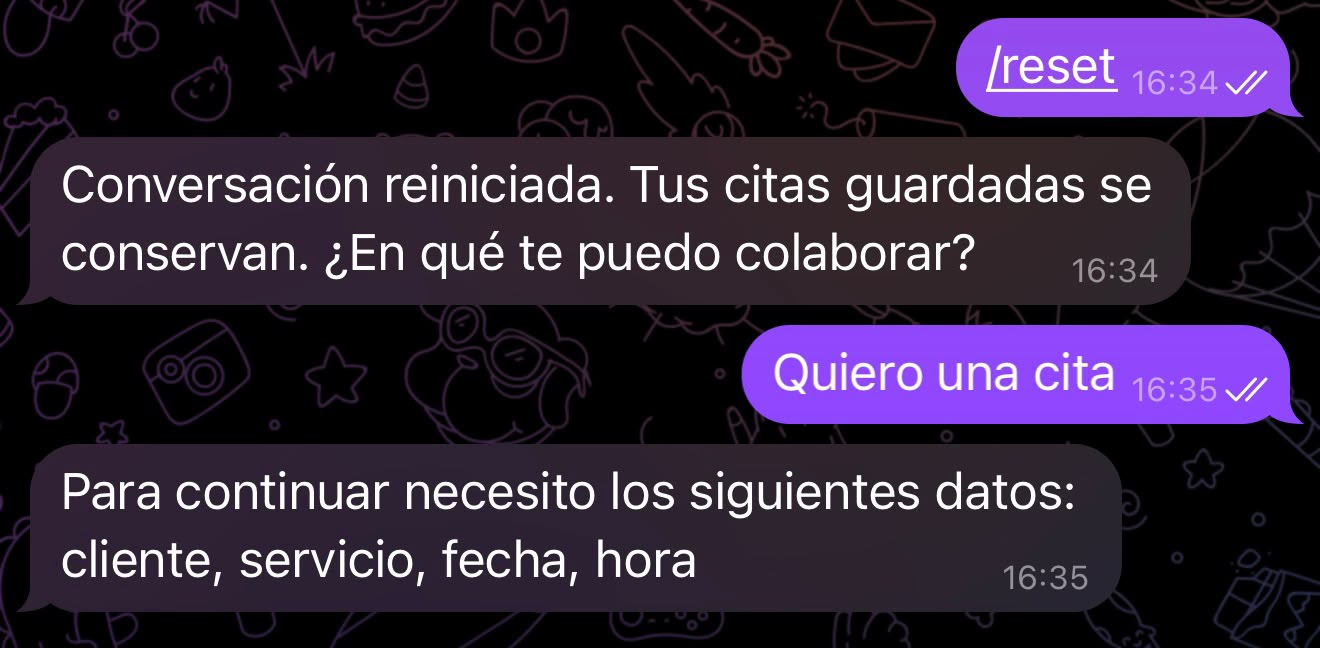 /reset 16:34
Conversación reiniciada. Tus citas guardadas se
conservan. ¿En qué te puedo colaborar?
16:34
Quiero una cita 16:35
Para continuar necesito los siguientes datos:
cliente, servicio, fecha, hora
16:35